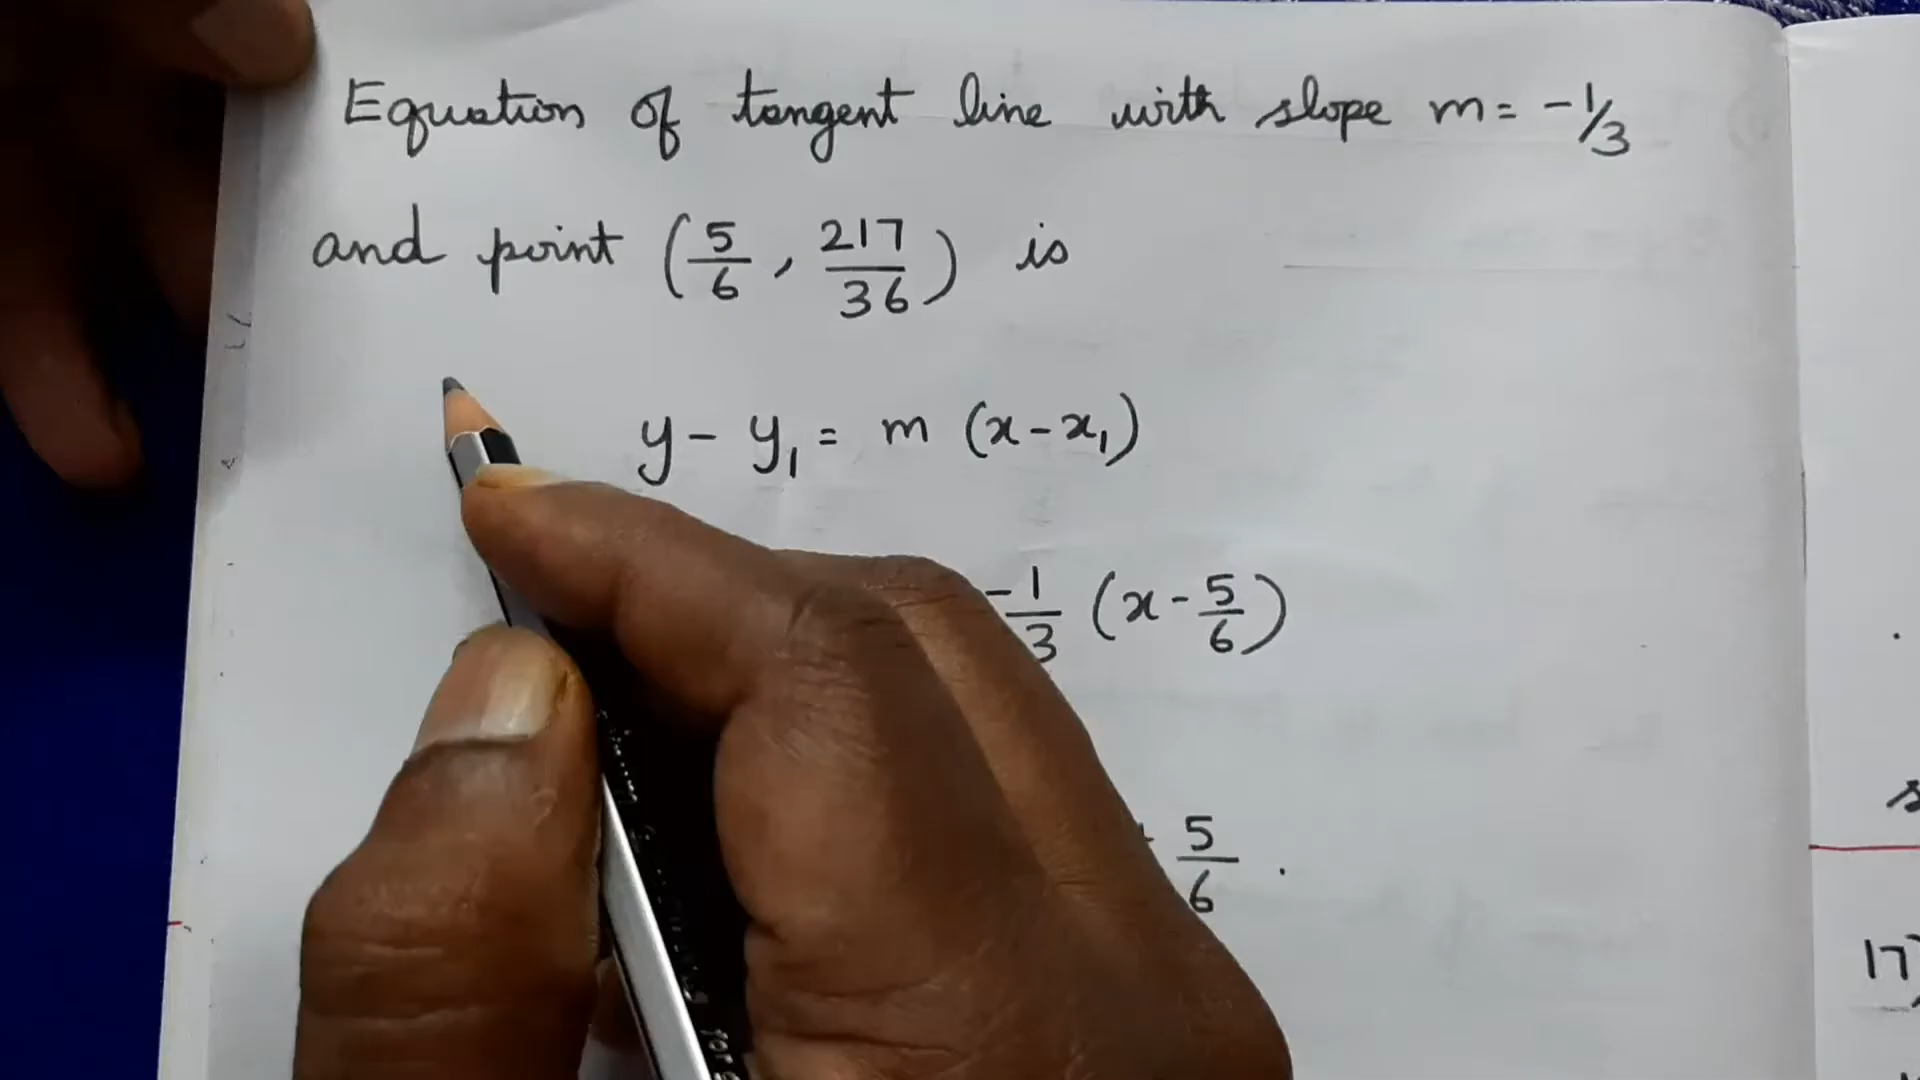 Equation of tangent line with slope m = -1/3
and point (5/6, 217/36) is
y - y₁ = m (x - x₁)
-1/3 (x - 5/6)
5/6 .
17)